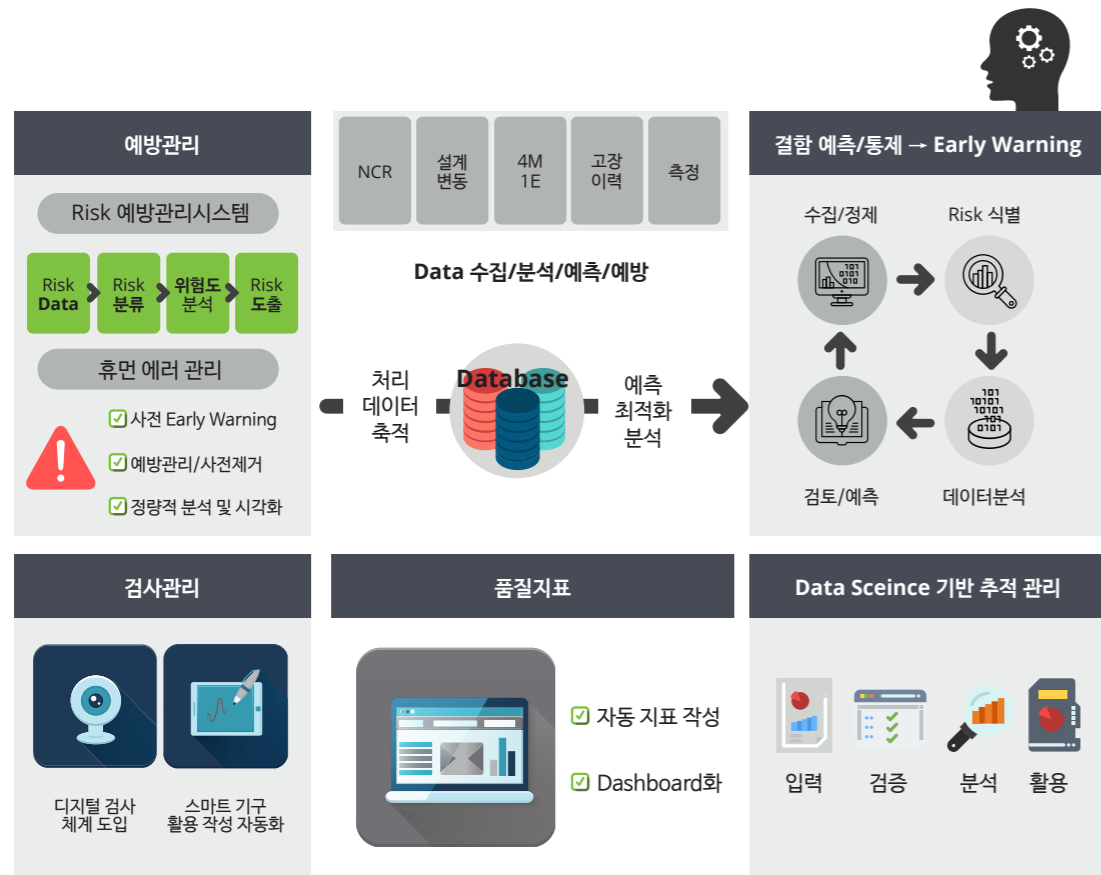 예방관리
Risk 예방관리시스템
Risk
Data
Risk
분류
위험도
분석
Risk
도출
휴먼 에러 관리
사전 Early Warning
예방관리/사전제거
정량적 분석 및 시각화
NCR
설계
변동
4M
1E
고장
이력
측정
Data 수집/분석/예측/예방
처리
데이터
축적
Database
예측
최적화
분석
결함 예측/통제 → Early Warning
수집/정제
Risk 식별
101
0101
010
검토/예측
데이터분석
101
10101
10101
101
0101
검사관리
디지털 검사
체계 도입
스마트 기구
활용 작성 자동화
품질지표
자동 지표 작성
Dashboard화
Data Sceince 기반 추적 관리
입력
검증
분석
활용